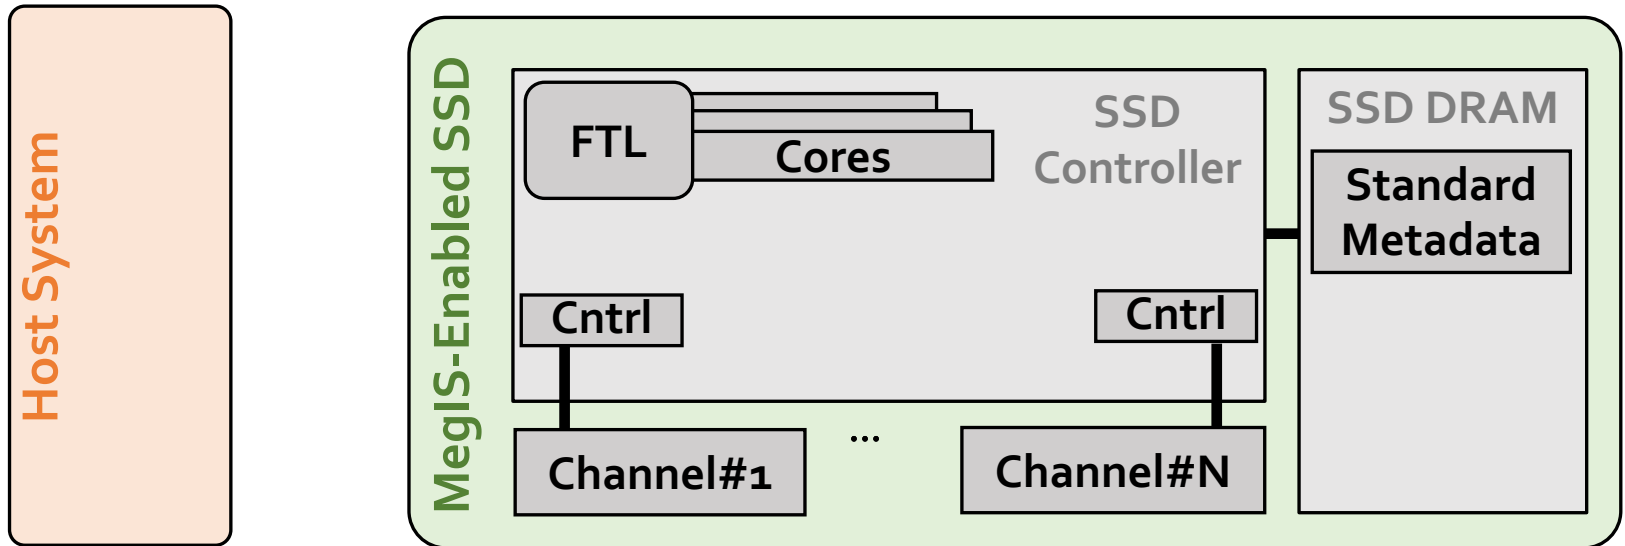 Host System
MegIS-Enabled SSD
FTL
Cores
SSD
Controller
SSD DRAM
Standard
Metadata
Cntrl
Cntrl
Channel#1
...
Channel#N